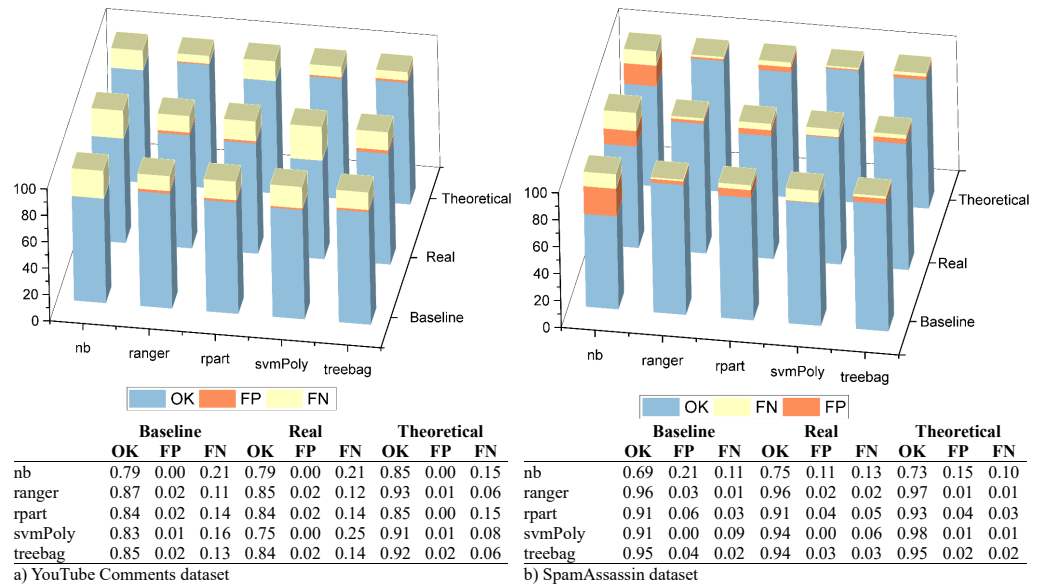 100
80
60
40
20
0
nb
ranger
rpart
svmPoly
treebag
Theoretical
Real
Baseline
OK FP FN
Baseline Real Theoretical
OK FP FN OK FP FN OK FP FN
nb 0.79 0.00 0.21 0.79 0.00 0.21 0.85 0.00 0.15
ranger 0.87 0.02 0.11 0.85 0.02 0.12 0.93 0.01 0.06
rpart 0.84 0.02 0.14 0.84 0.02 0.14 0.85 0.00 0.15
svmPoly 0.83 0.01 0.16 0.75 0.00 0.25 0.91 0.01 0.08
treebag 0.85 0.02 0.13 0.84 0.02 0.14 0.92 0.02 0.06
a) YouTube Comments dataset
100
80
60
40
20
0
nb
ranger
rpart
svmPoly
treebag
Theoretical
Real
Baseline
OK FN FP
Baseline Real Theoretical
OK FP FN OK FP FN OK FP FN
0.69 0.21 0.11 0.75 0.11 0.13 0.73 0.15 0.10
nb
ranger 0.96 0.03 0.01 0.96 0.02 0.02 0.97 0.01 0.01
rpart 0.91 0.06 0.03 0.91 0.04 0.05 0.93 0.04 0.03
svmPoly 0.91 0.00 0.09 0.94 0.00 0.06 0.98 0.01 0.01
treebag 0.95 0.04 0.02 0.94 0.03 0.03 0.95 0.02 0.02
b) SpamAssassin dataset